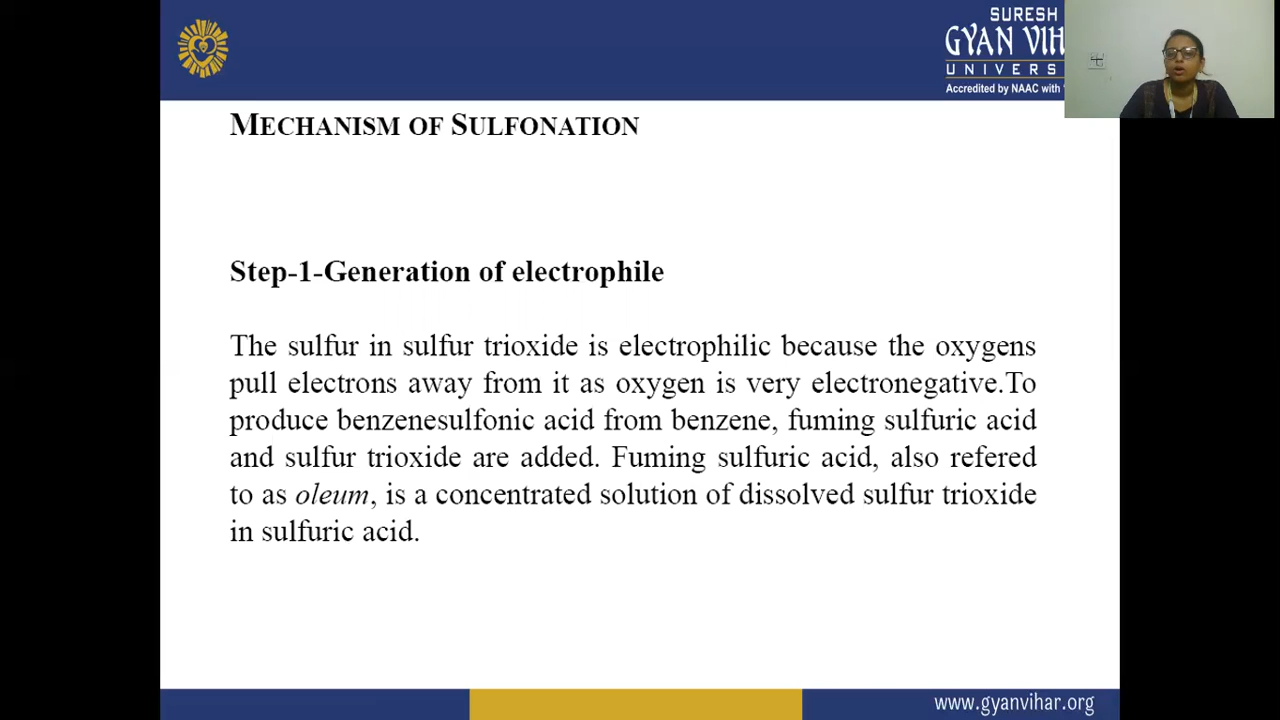 SURESH
GYAN VIH
UNIVERS
Accredited by NAAC with
MECHANISM OF SULFONATION
Step-1-Generation of electrophile
The sulfur in sulfur trioxide is electrophilic because the oxygens
pull electrons away from it as oxygen is very electronegative.To
produce benzenesulfonic acid from benzene, fuming sulfuric acid
and sulfur trioxide are added. Fuming sulfuric acid, also refered
to as oleum, is a concentrated solution of dissolved sulfur trioxide
in sulfuric acid.
www.gyanvihar.org